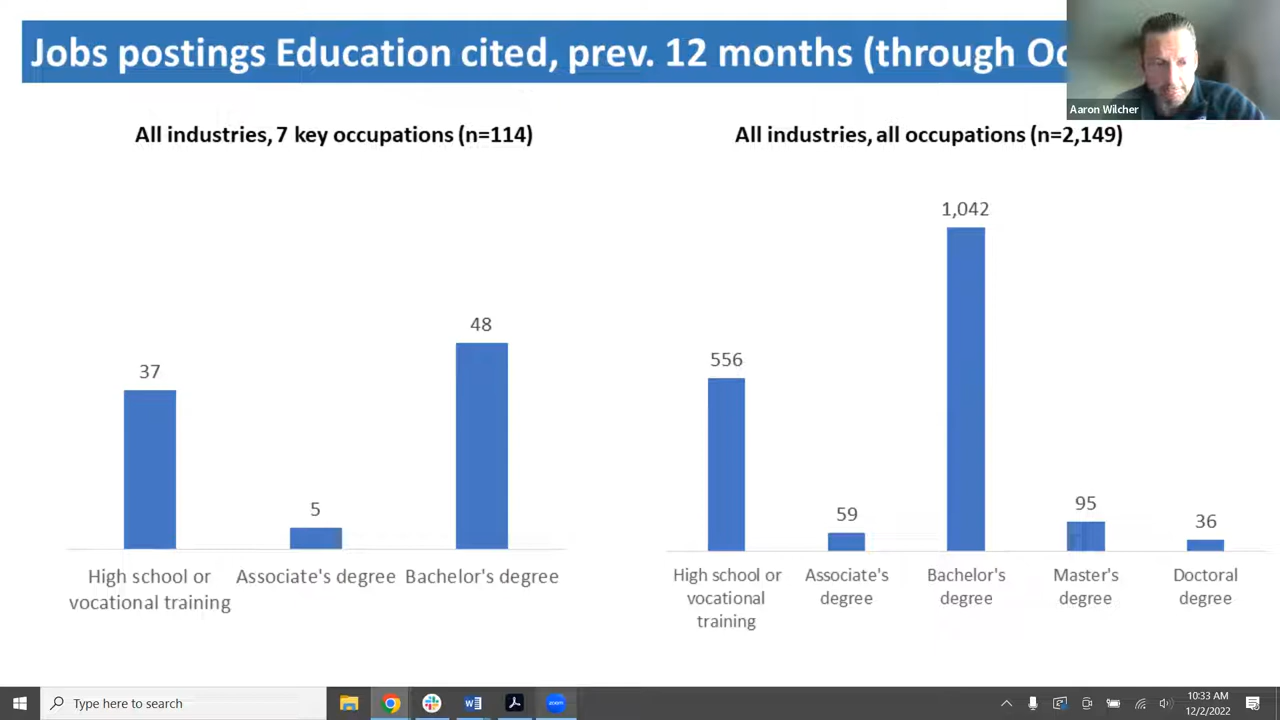 Jobs postings Education cited, prev. 12 months (through Oc
Aaron Wilcher
All industries, 7 key occupations (n=114)
37
5
48
High school or
vocational training
Associate's degree
Bachelor's degree
All industries, all occupations (n=2,149)
556
59
1,042
95
36
High school or
vocational
training
Associate's
degree
Bachelor's
degree
Master's
degree
Doctoral
degree
Type here to search
zoom
10:33 AM
12/2/2022